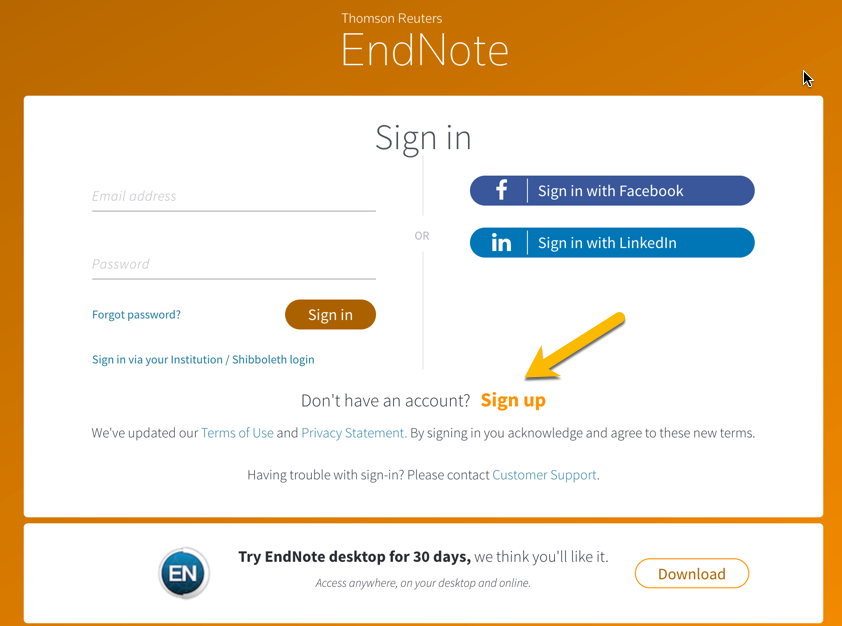 Thomson Reuters
EndNote
Sign in
Email address
Password
Forgot password?
Sign in
Sign in via your Institution / Shibboleth login
OR
f
Sign in with Facebook
in
Sign in with LinkedIn
Don't have an account? Sign up
We've updated our Terms of Use and Privacy Statement. By signing in you acknowledge and agree to these new terms.
Having trouble with sign-in? Please contact Customer Support.
EN
Try EndNote desktop for 30 days, we think you'll like it.
Access anywhere, on your desktop and online.
Download